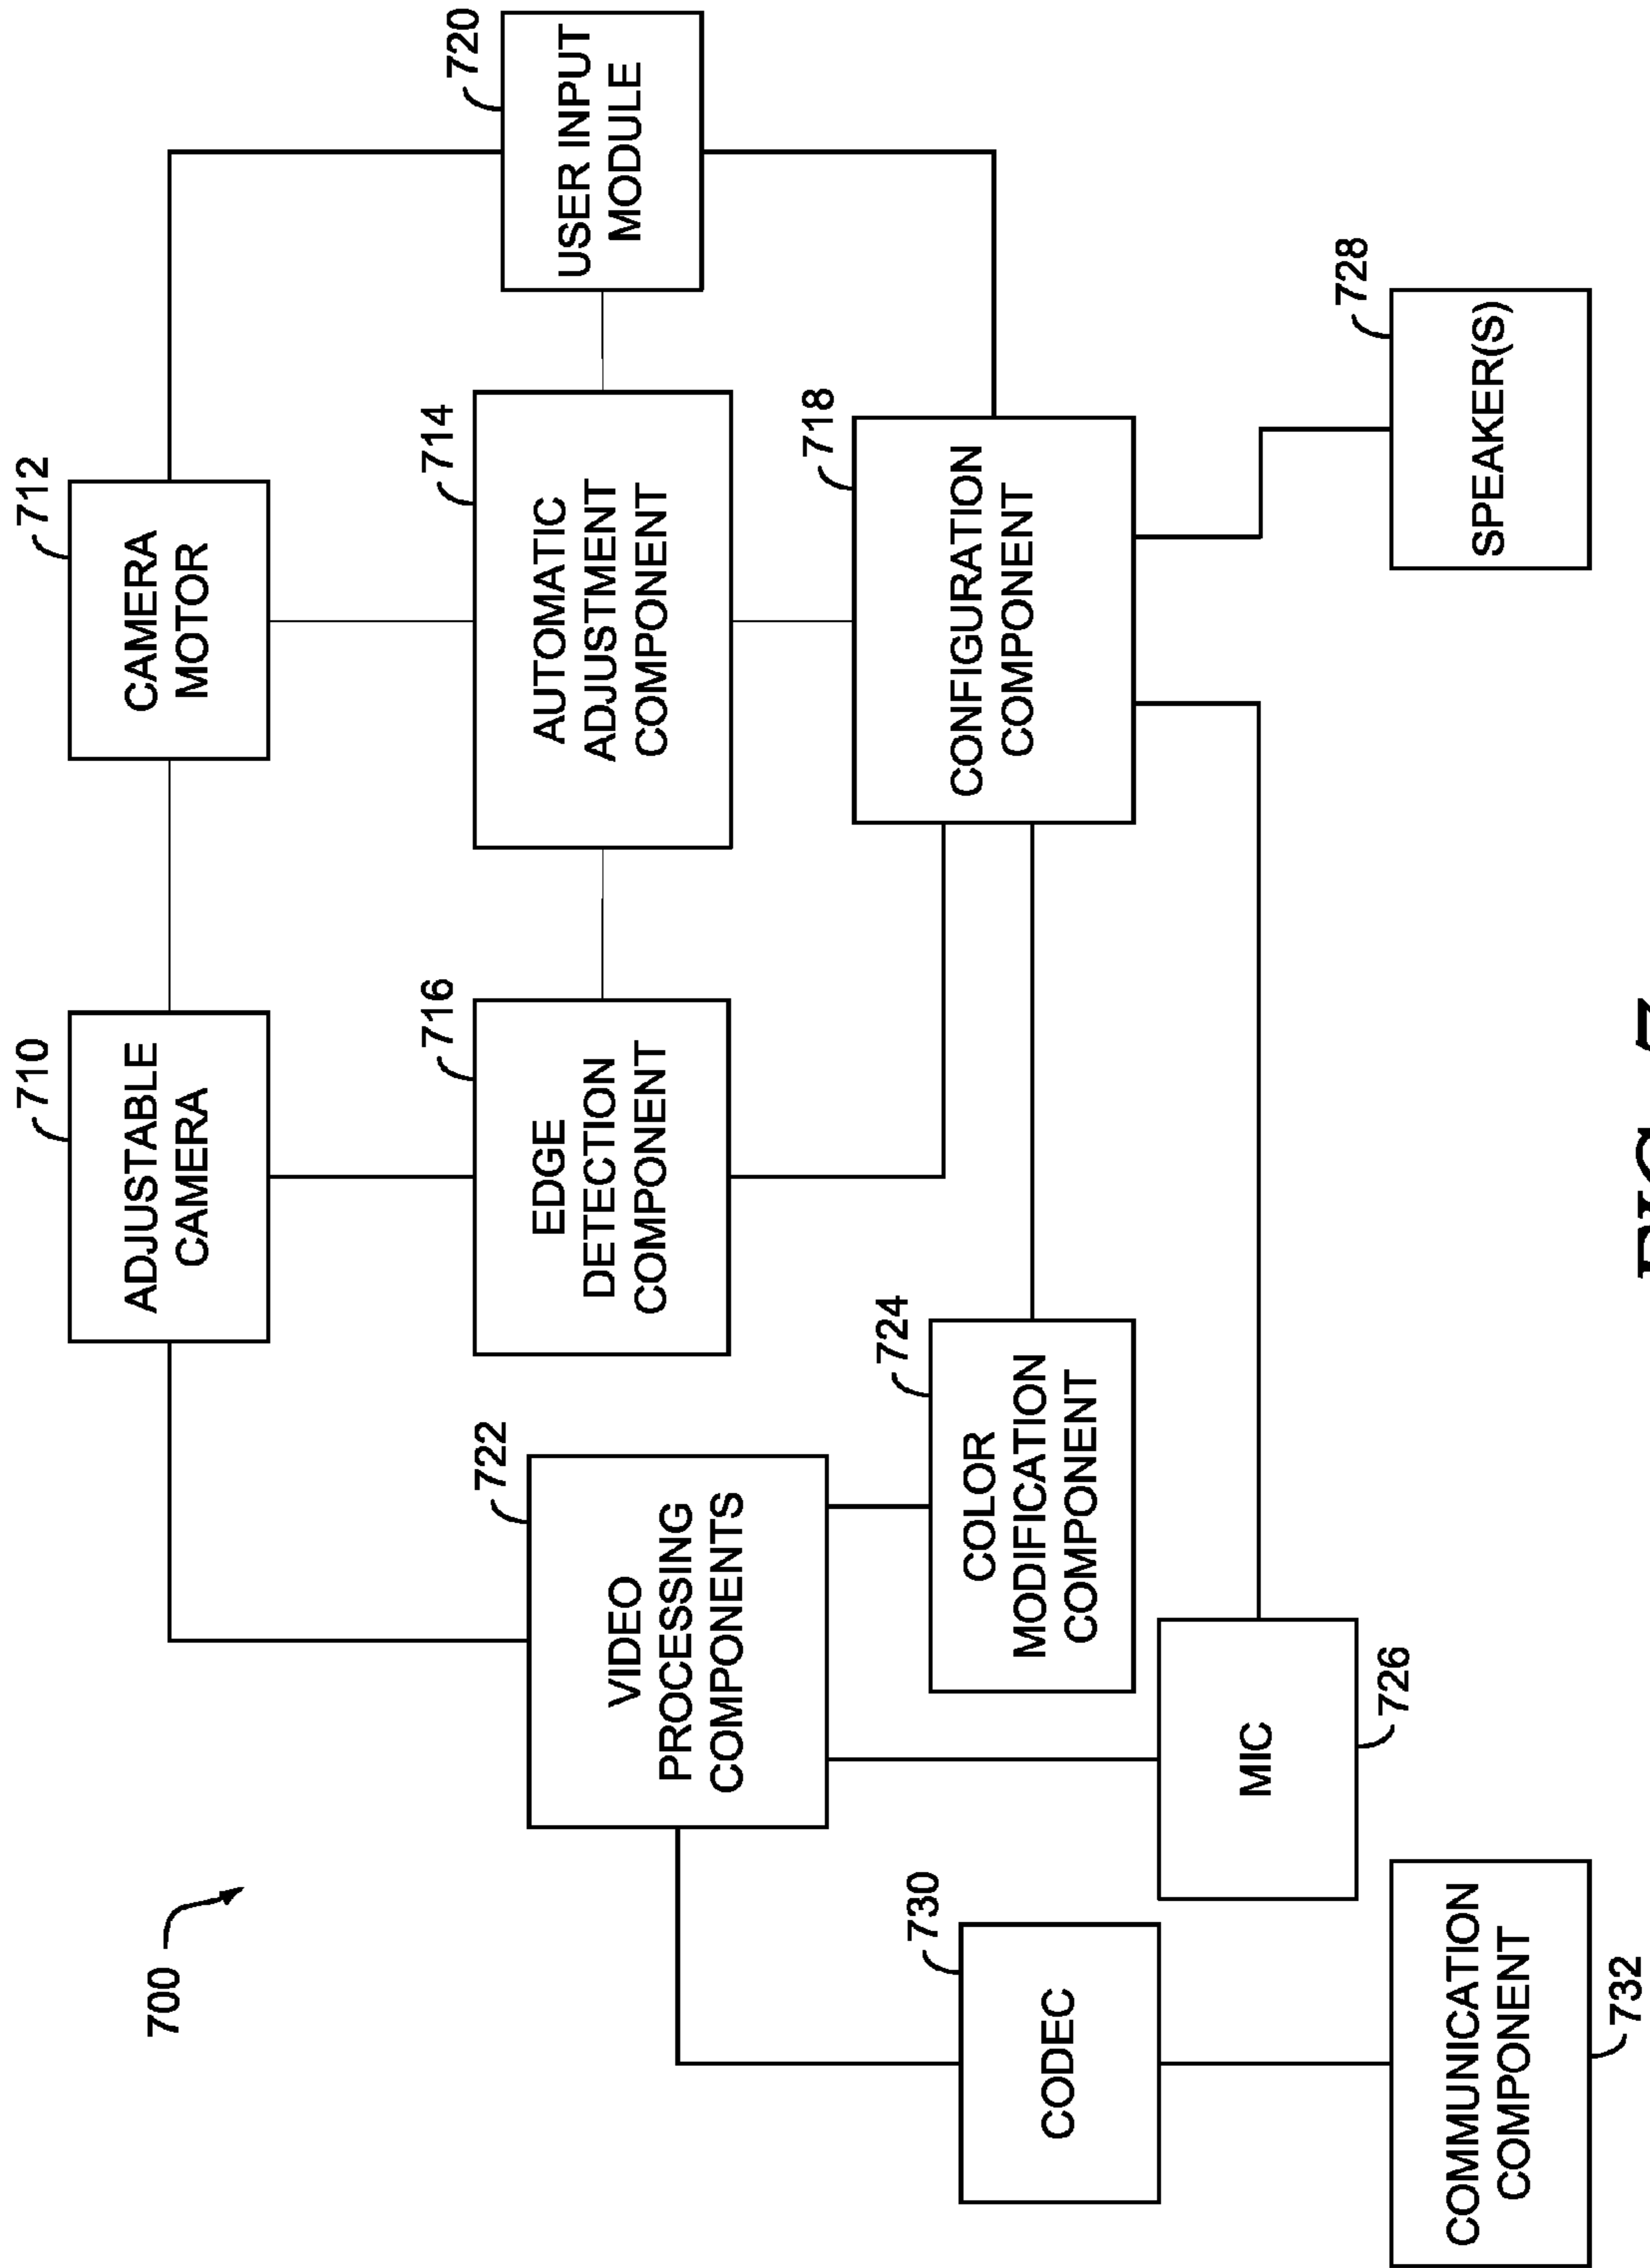 700
710
ADJUSTABLE
CAMERA
712
CAMERA
MOTOR
722
VIDEO
PROCESSING
COMPONENTS
716
EDGE
DETECTION
COMPONENT
714
AUTOMATIC
ADJUSTMENT
COMPONENT
720
USER INPUT
MODULE
730
CODEC
724
COLOR
MODIFICATION
COMPONENT
718
CONFIGURATION
COMPONENT
MIC
726
COMMUNICATION
COMPONENT
732
728
SPEAKER(S)